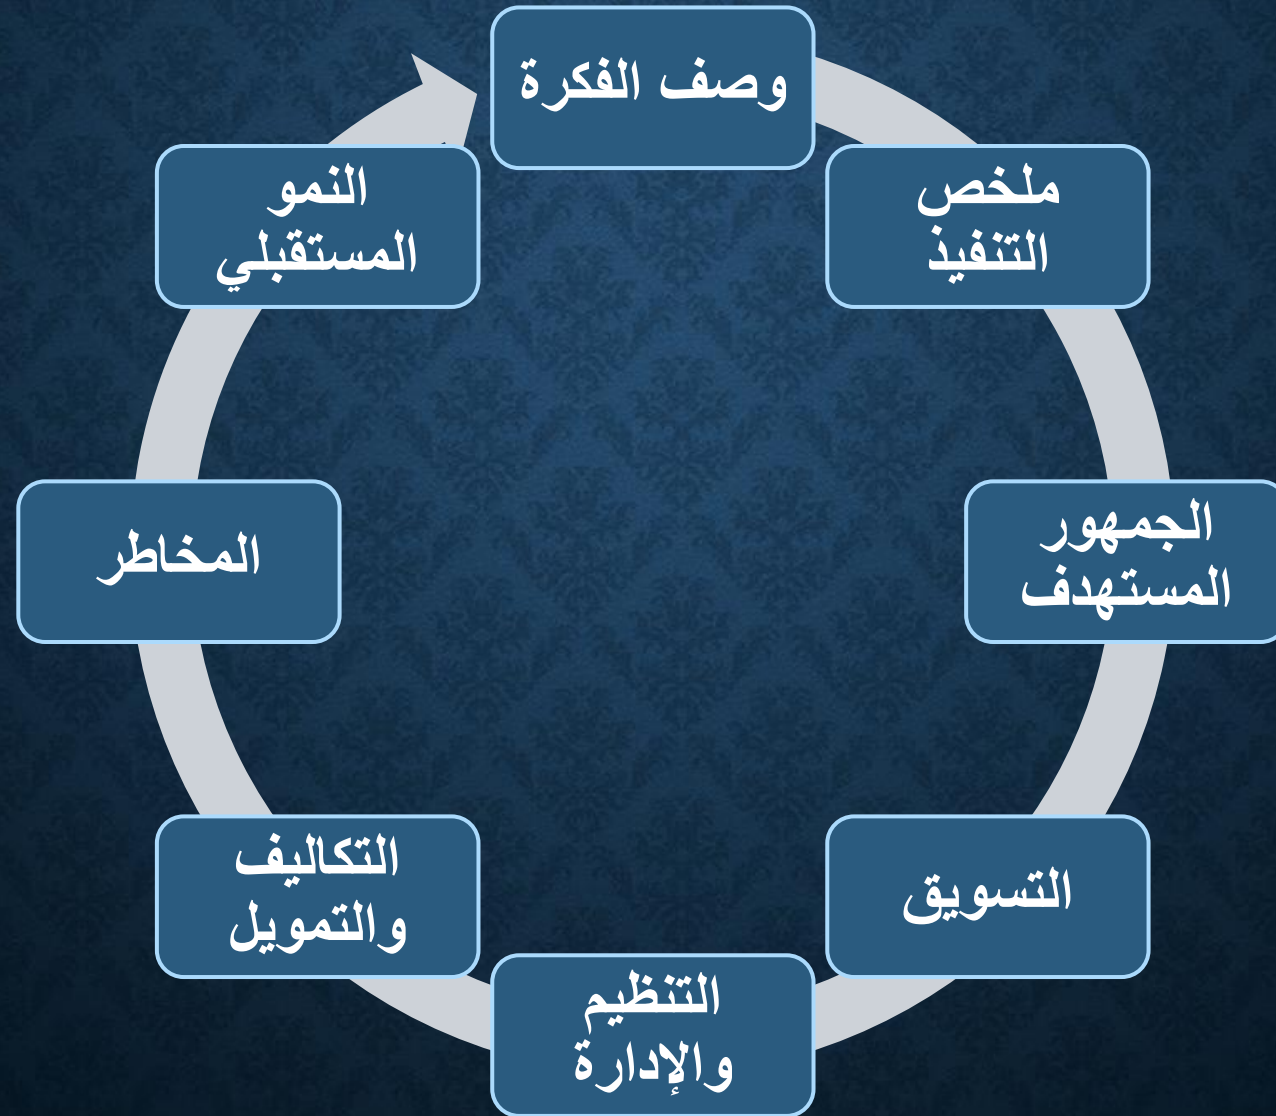 وصف الفكرة
ملخص
التنفيذ
الجمهور
المستهدف
التسويق
التنظيم
والإدارة
التكاليف
والتمويل
المخاطر
النمو
المستقبلي